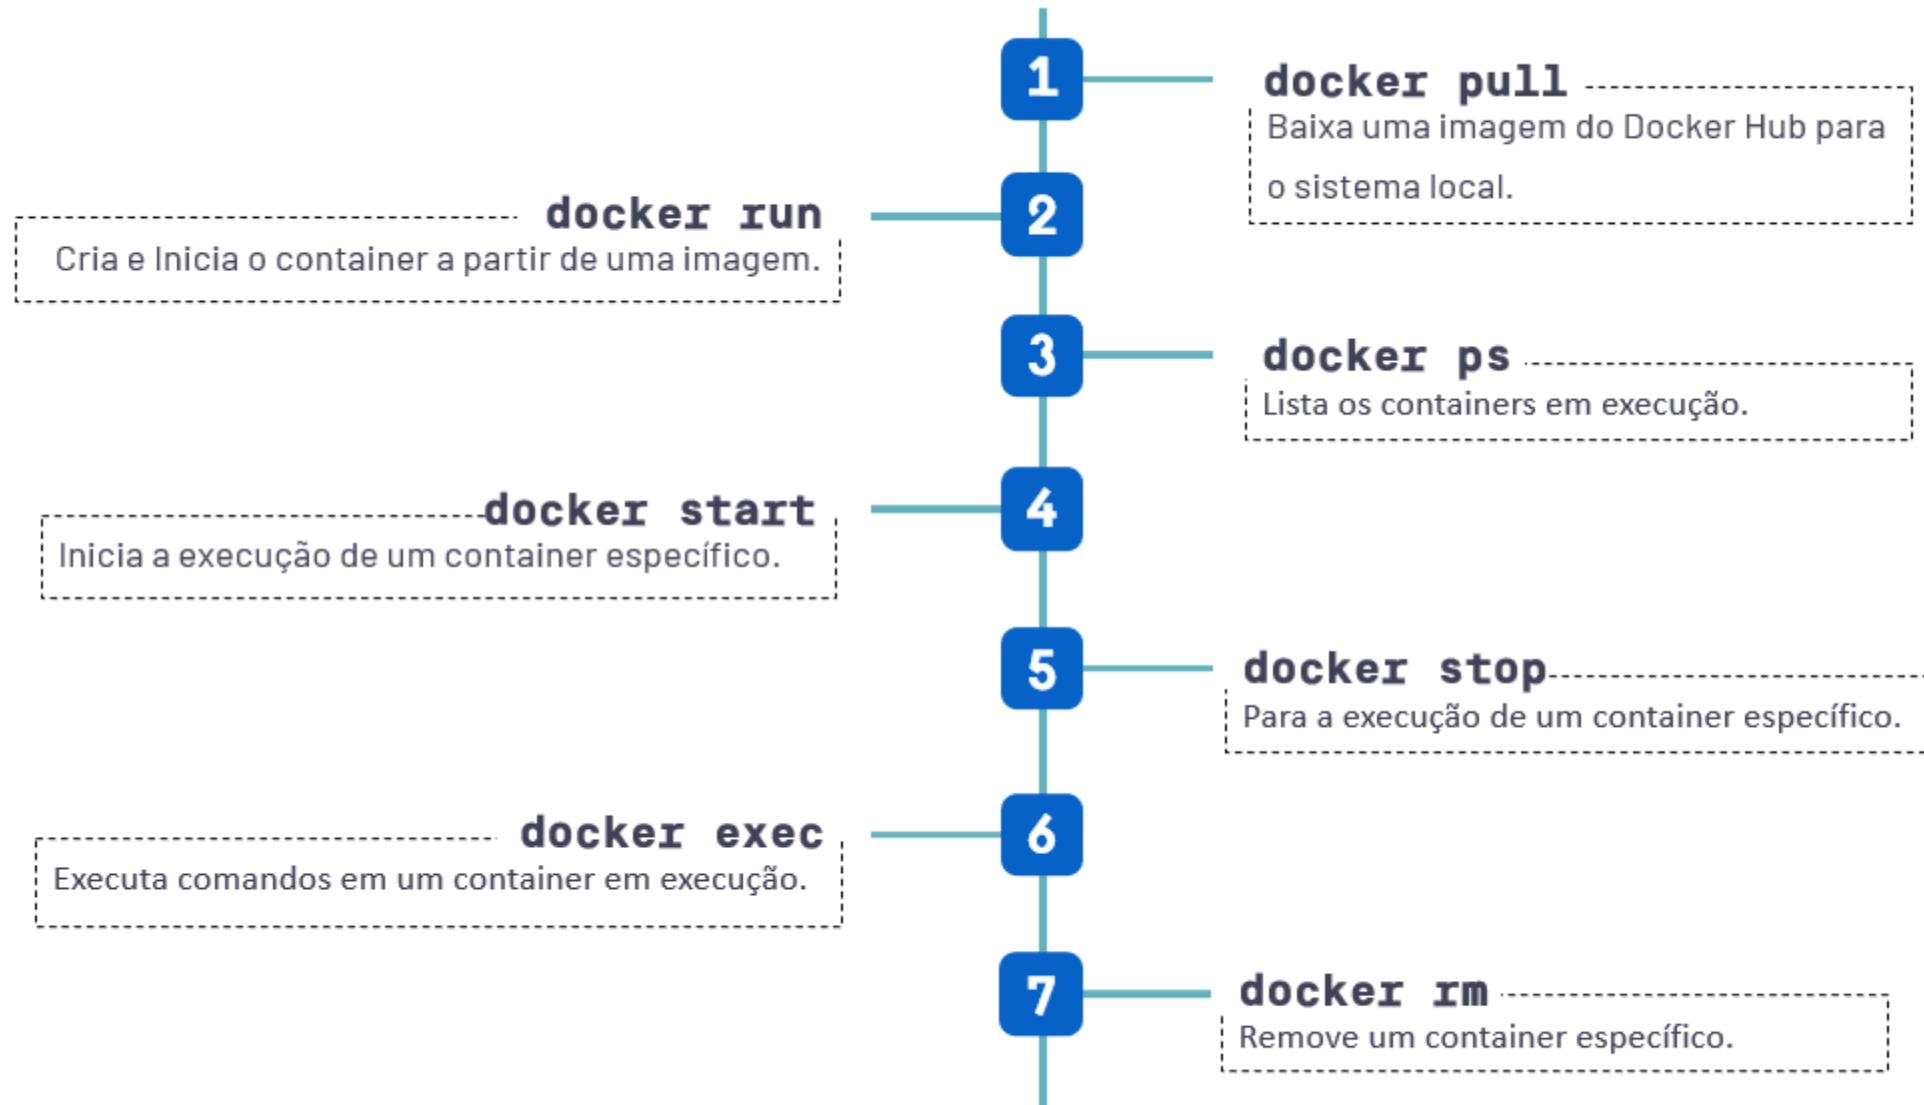 1
docker pull
Baixa uma imagem do Docker Hub para
o sistema local.
2
docker run
Cria e Inicia o container a partir de uma imagem.
3
docker ps
Lista os containers em execução.
4
docker start
Inicia a execução de um container específico.
5
docker stop
Para a execução de um container específico.
6
docker exec
Executa comandos em um container em execução.
7
docker rm
Remove um container específico.